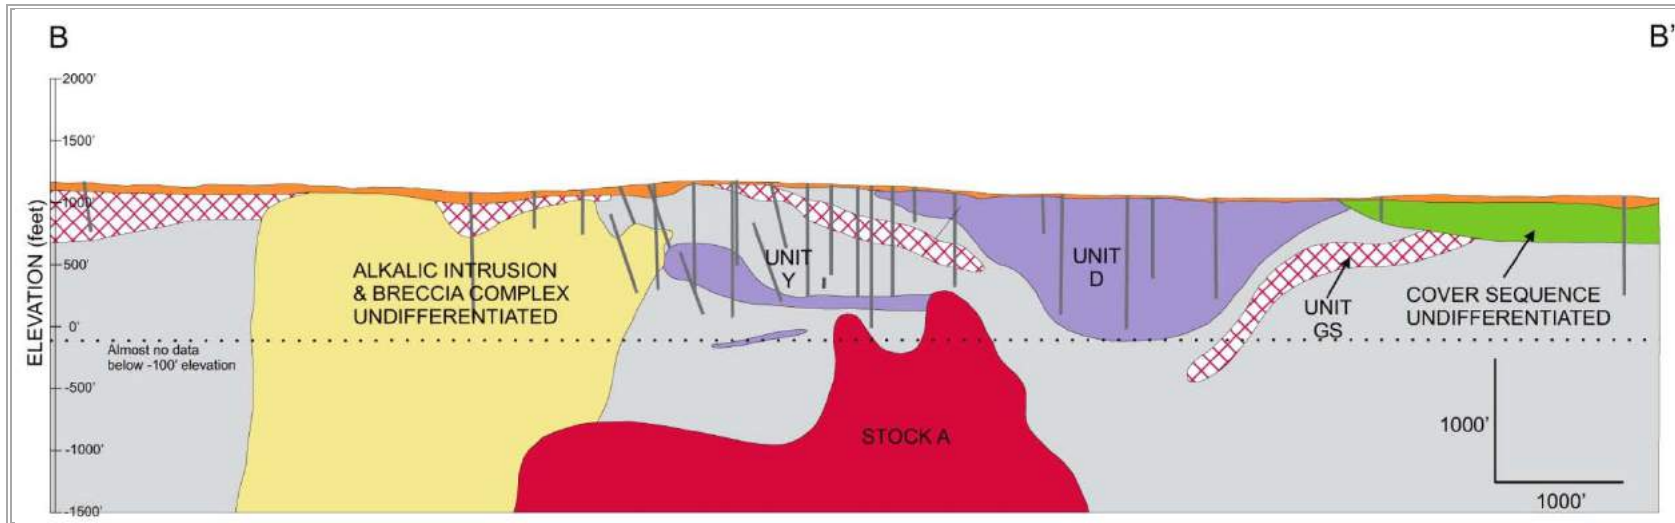 B
B'
2000'
1500'
1000'
500'
0'
-500'
-1000'
-1500'
ELEVATION (feet)
Almost no data
below -100' elevation
ALKALIC INTRUSION
& BRECCIA COMPLEX
UNDIFFERENTIATED
UNIT
Y
UNIT
D
UNIT
GS
COVER SEQUENCE
UNDIFFERENTIATED
STOCK A
1000'
1000'